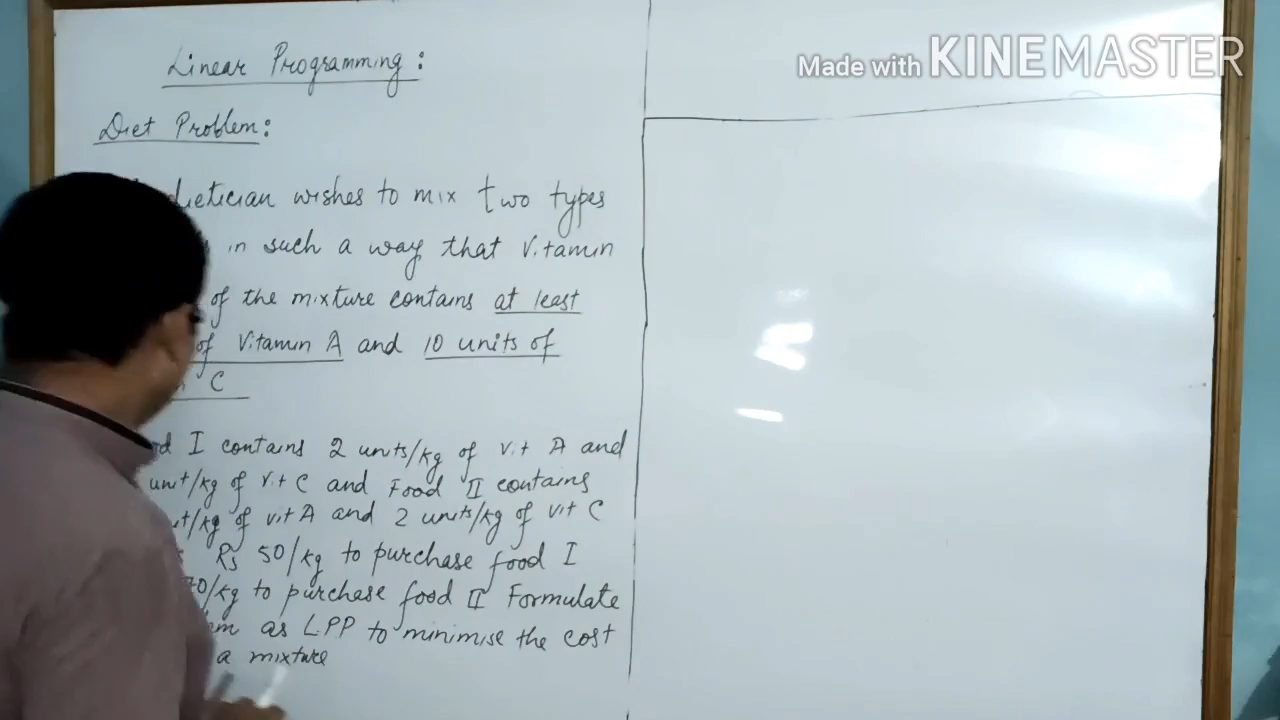 Linear Programming:
Made with KINEMASTER
Diet Problem:
dietician wishes to mix two types
in such a way that Vitamin
of the mixture contains at least
of Vitamin A and 10 units of
C
I contains 2 units/kg of vit A and
unit/kg of vit C and Food II contains
/kg of vit A and 2 units/kg of vit C
Rs 50/kg to purchase food I
70/kg to purchase food II Formulate
as LPP to minimise the cost
a mixture